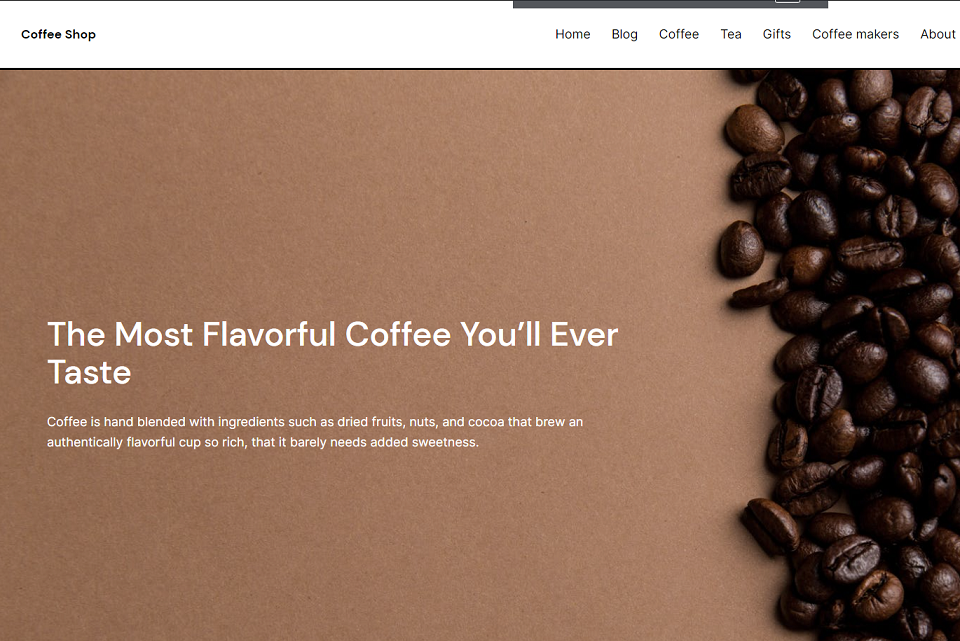 Coffee Shop
Home Blog Coffee Tea Gifts Coffee makers About
The Most Flavorful Coffee You’ll Ever
Taste
Coffee is hand blended with ingredients such as dried fruits, nuts, and cocoa that brew an
authentically flavorful cup so rich, that it barely needs added sweetness.